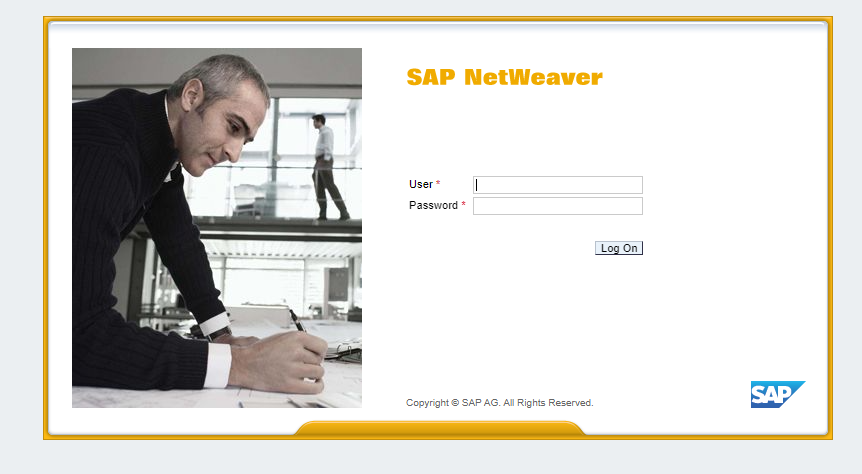 SAP NetWeaver
User *
Password *
Log On
Copyright © SAP AG. All Rights Reserved.
SAP